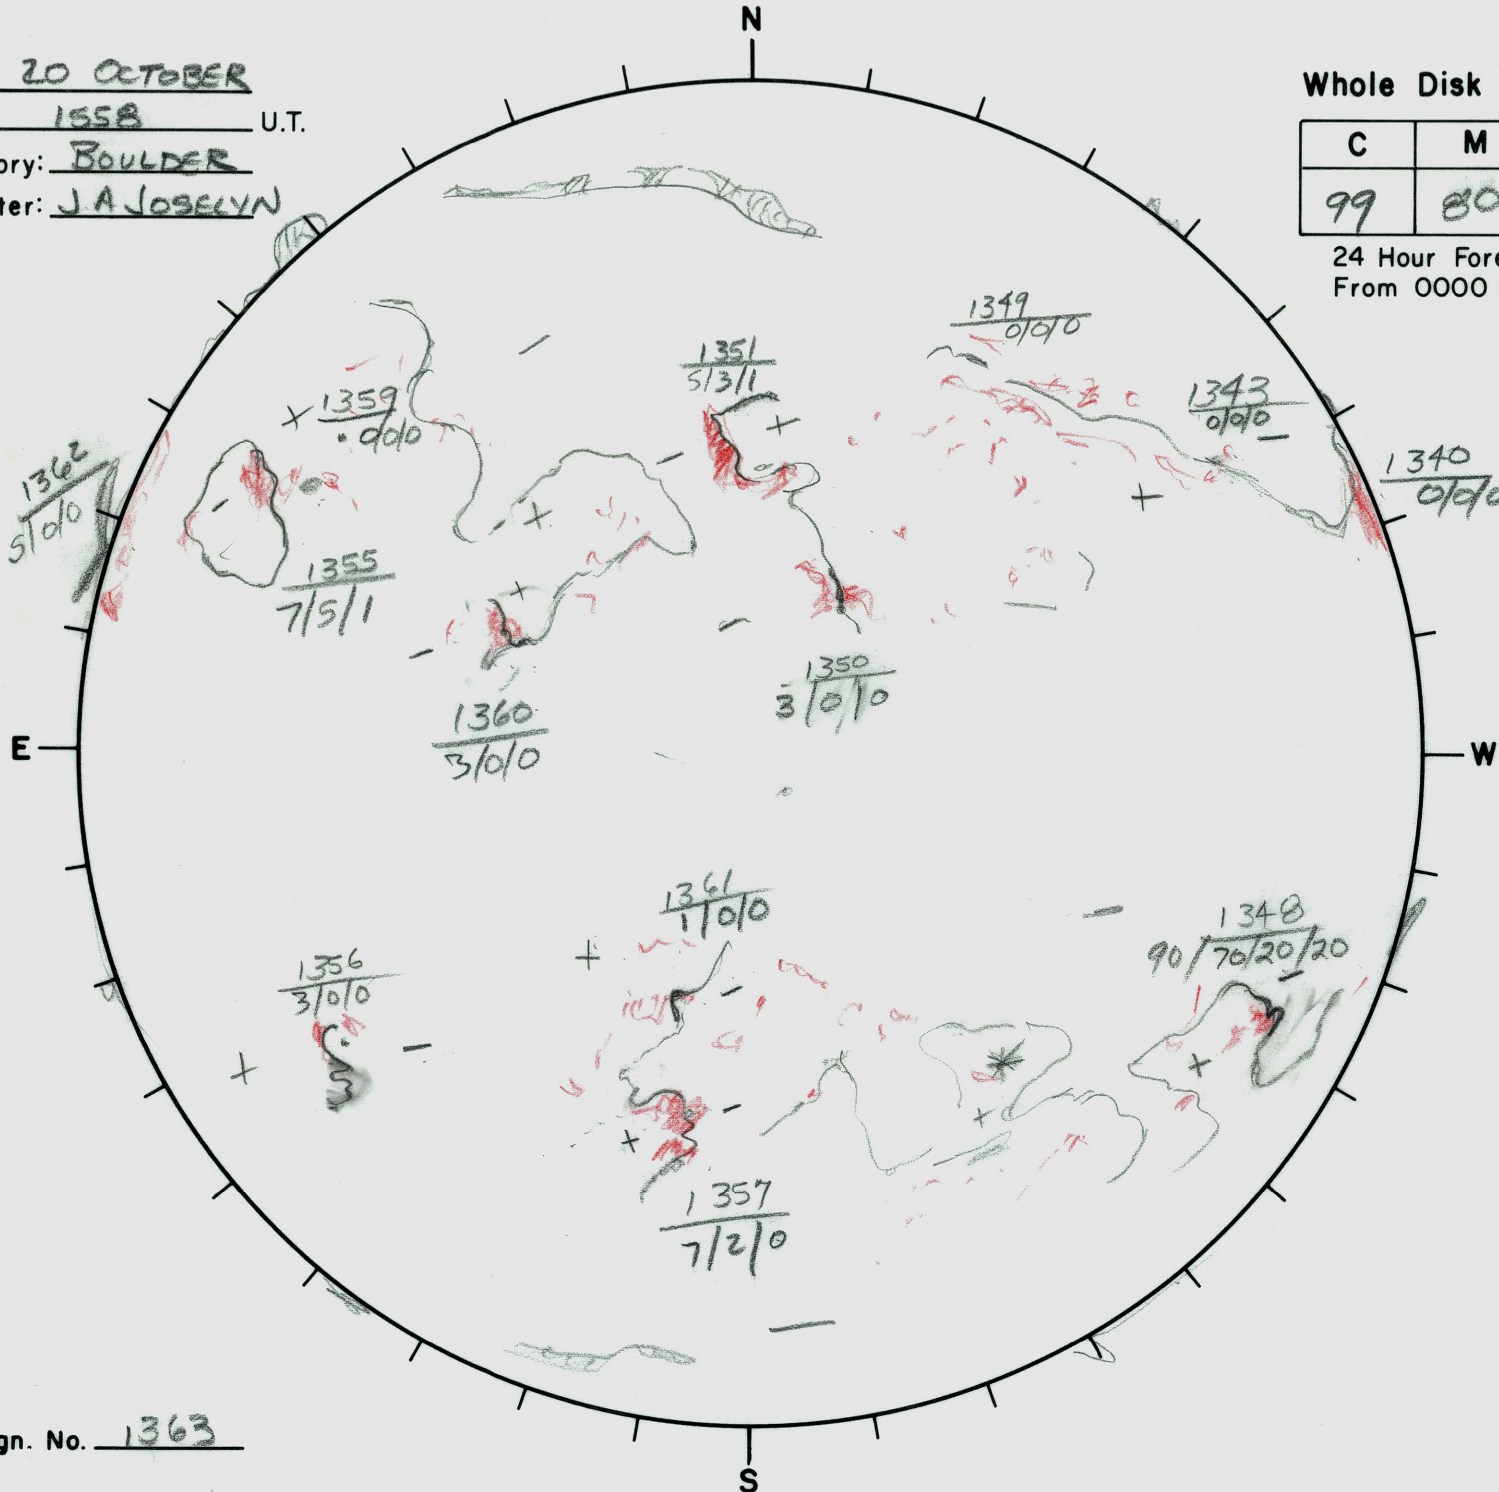 N
20 OCTOBER
1558 U.T.
ory: BOULDER
ter: J A JOSELYN
Whole Disk
C M
99 80
24 Hour Fore
From 0000
1349
0/0/0
1351
5/3/1
1359
0/0/0
1343
0/0/0
1362
5/0/0
1340
0/0/0
1355
7/5/1
1350
3/0/0
1360
3/0/0
E
W
1361
1/0/0
1348
90/70/20/20
1356
3/0/0
1357
7/2/0
gn. No. 1363
S